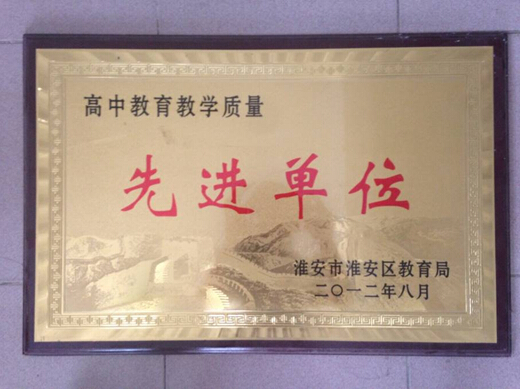 高中教育教学质量
先进单位
淮安市淮安区教育局
二〇一二年八月